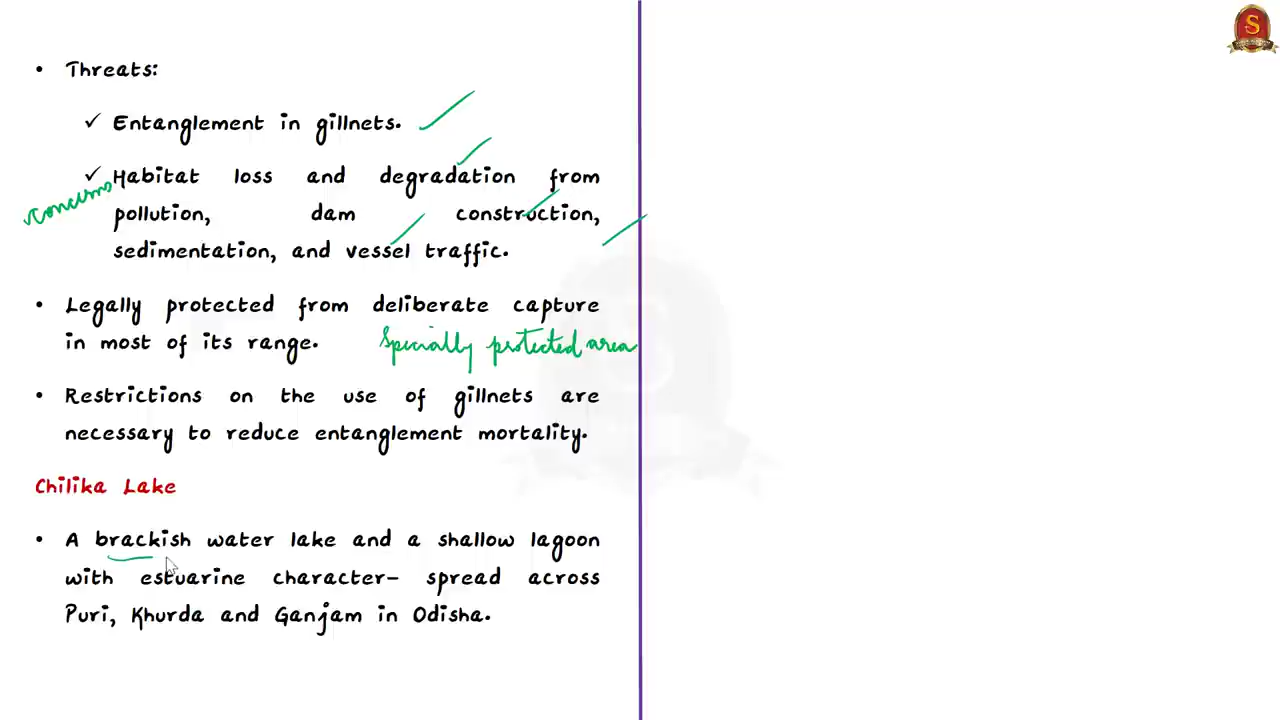 • Threats:
✓ Entanglement in gillnets.
✓ Habitat loss and degradation from
concerns
pollution, dam construction,
sedimentation, and vessel traffic.
• Legally protected from deliberate capture
in most of its range. Specially protected area
• Restrictions on the use of gillnets are
necessary to reduce entanglement mortality.
Chilika Lake
• A brackish water lake and a shallow lagoon
with estuarine character- spread across
Puri, Khurda and Ganjam in Odisha.
S